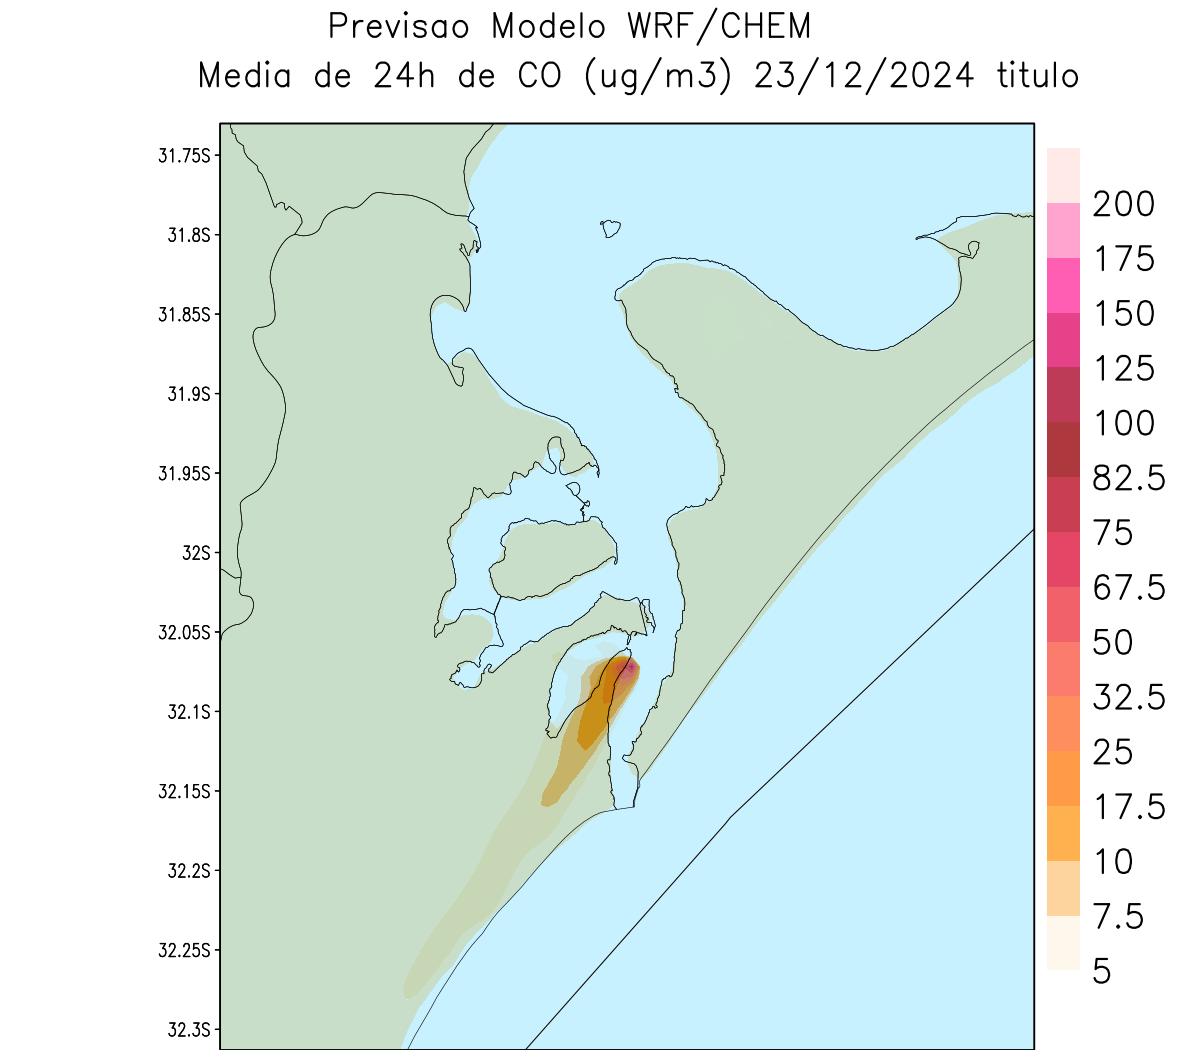 Previsao Modelo WRF/CHEM
Media de 24h de CO (ug/m3) 23/12/2024 titulo
31.75S
31.8S
31.85S
31.9S
31.95S
32S
32.05S
32.1S
32.15S
32.2S
32.25S
32.3S
200
175
150
125
100
82.5
75
67.5
50
32.5
25
17.5
10
7.5
5